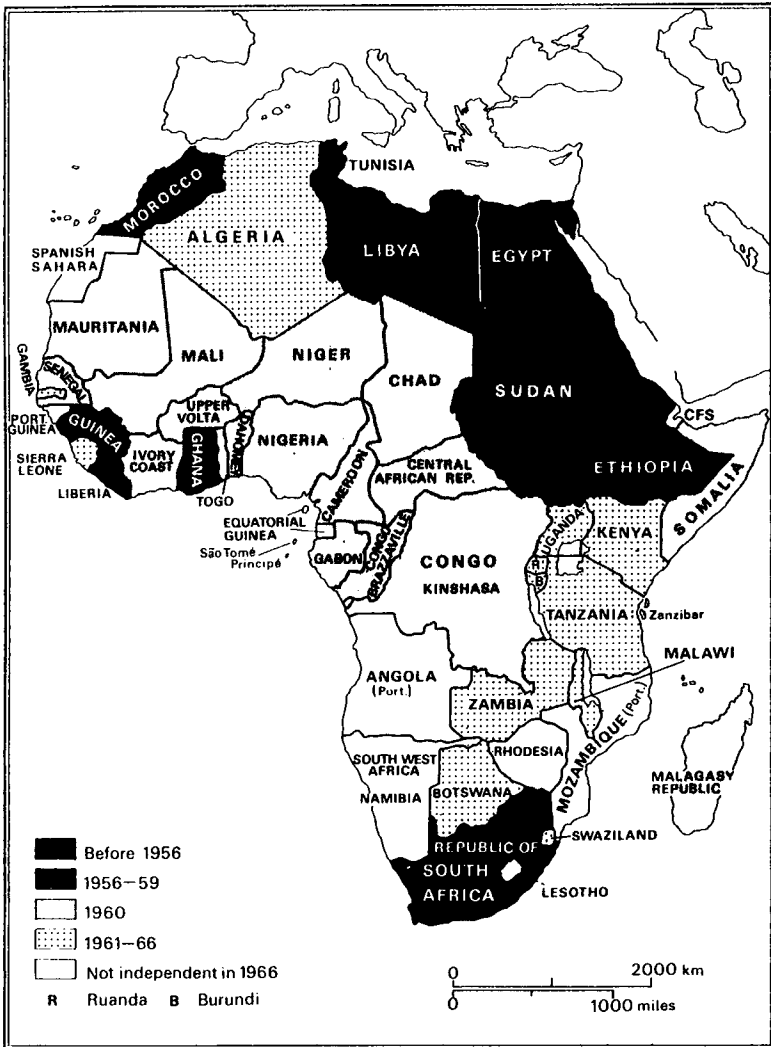 TUNISIA
MOROCCO
ALGERIA
LIBYA
EGYPT
SPANISH
SAHARA
MAURITANIA
MALI
NIGER
CHAD
SUDAN
CFS
GAMBIA
SENEGAL
PORT.
GUINEA
GUINEA
SIERRA
LEONE
LIBERIA
IVORY
COAST
UPPER
VOLTA
GHANA
TOGO
DAHOMEY
NIGERIA
CAMEROON
CENTRAL
AFRICAN REP.
ETHIOPIA
SOMALIA
EQUATORIAL
GUINEA
São Tomé
Principé
GABON
CONGO
BRAZZAVILLE
CONGO
KINSHASA
UGANDA
KENYA
R
B
TANZANIA
Zanzibar
ANGOLA
(Port.)
ZAMBIA
MALAWI
MOZAMBIQUE (Port.)
RHODESIA
SOUTH WEST
AFRICA
NAMIBIA
BOTSWANA
MALAGASY
REPUBLIC
SWAZILAND
REPUBLIC OF
SOUTH
AFRICA
LESOTHO
Before 1956
1956–59
1960
1961–66
Not independent in 1966
R Ruanda B Burundi
0 2000 km
0 1000 miles